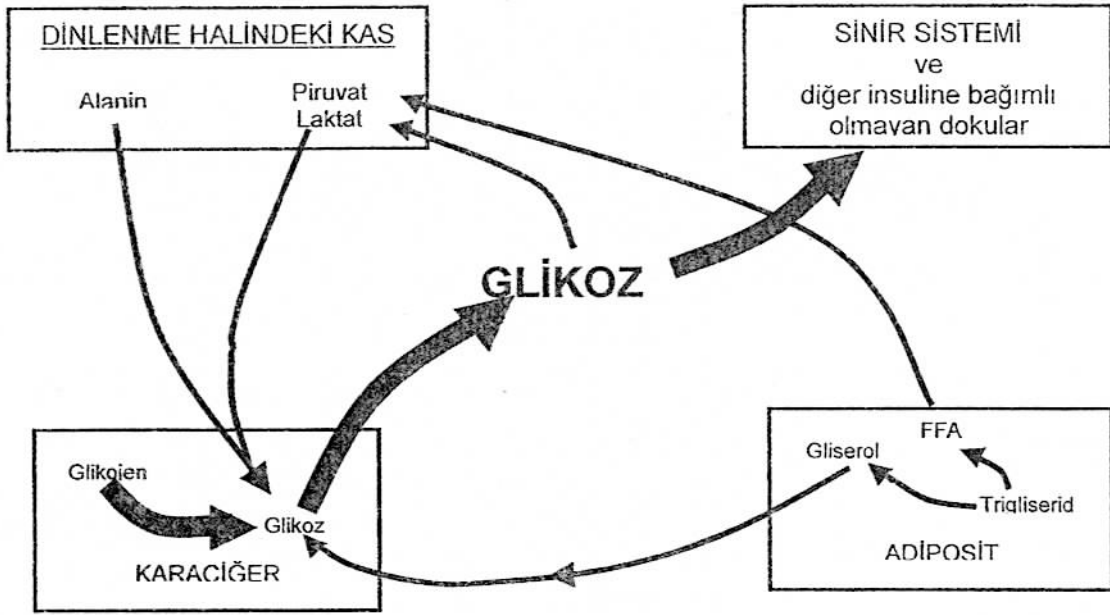 DİNLENME HALİNDEKİ KAS
Alanin
Piruvat
Laktat
SİNİR SİSTEMİ
ve
diğer insuline bağımlı
olmayan dokular
GLİKOZ
Glikojen
Glikoz
KARACİĞER
FFA
Gliserol
Trigliserid
ADİPOSİT